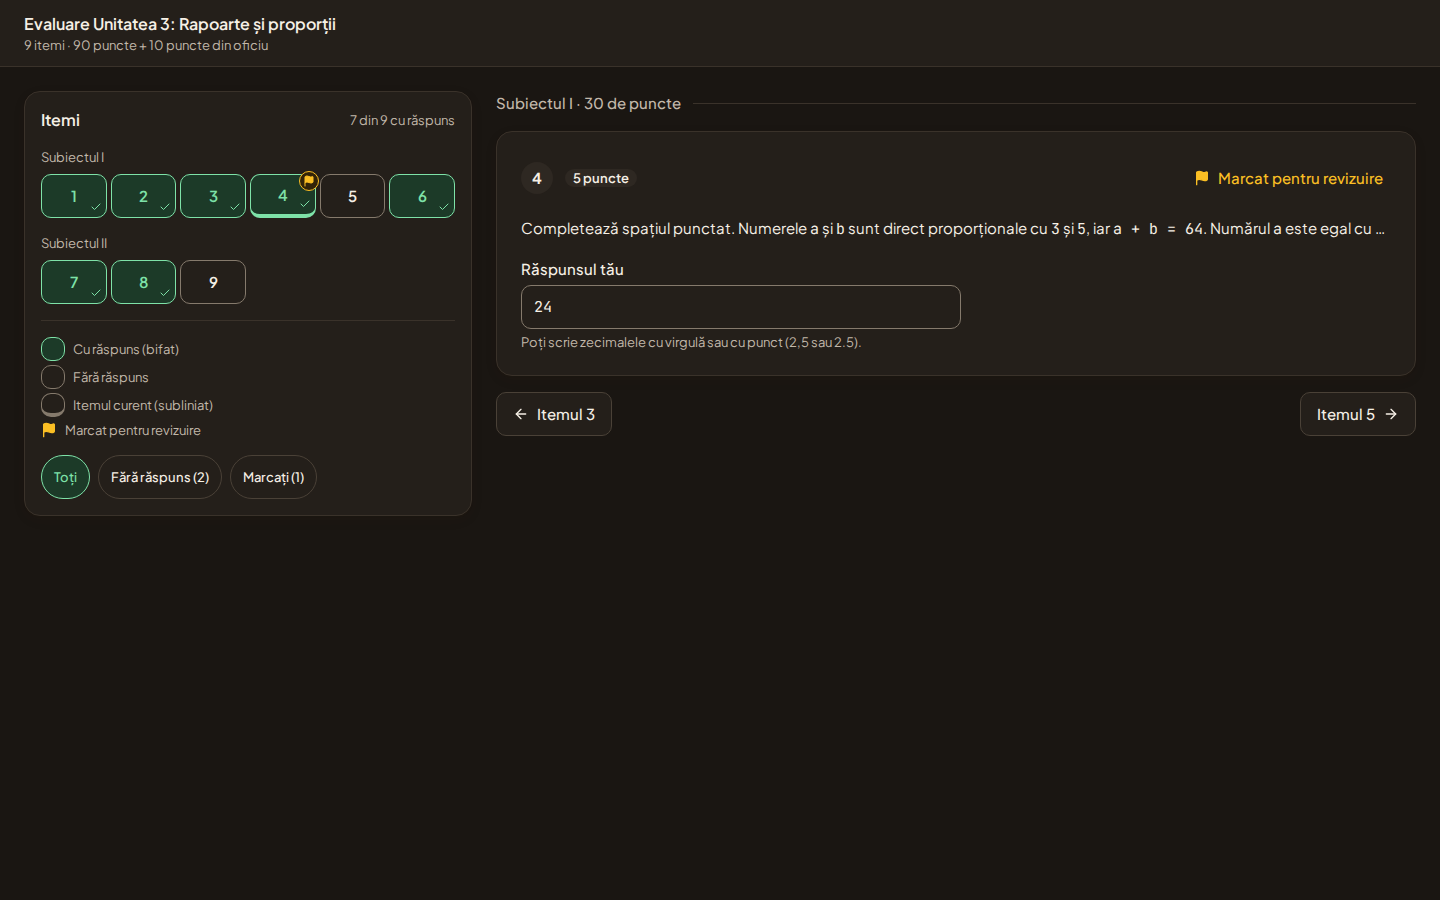 Evaluare Unitatea 3: Rapoarte și proporții
9 itemi · 90 puncte + 10 puncte din oficiu
Itemi
7 din 9 cu răspuns
Subiectul I
1
2
3
4
5
6
Subiectul II
7
8
9
Cu răspuns (bifat)
Fără răspuns
Itemul curent (subliniat)
Marcat pentru revizuire
Toți
Fără răspuns (2)
Marcați (1)
Subiectul I · 30 de puncte
4
5 puncte
Marcat pentru revizuire
Completează spațiul punctat. Numerele a și b sunt direct proporționale cu 3 și 5, iar a + b = 64. Numărul a este egal cu …
Răspunsul tău
24
Poți scrie zecimalele cu virgulă sau cu punct (2,5 sau 2.5).
← Itemul 3
Itemul 5 →